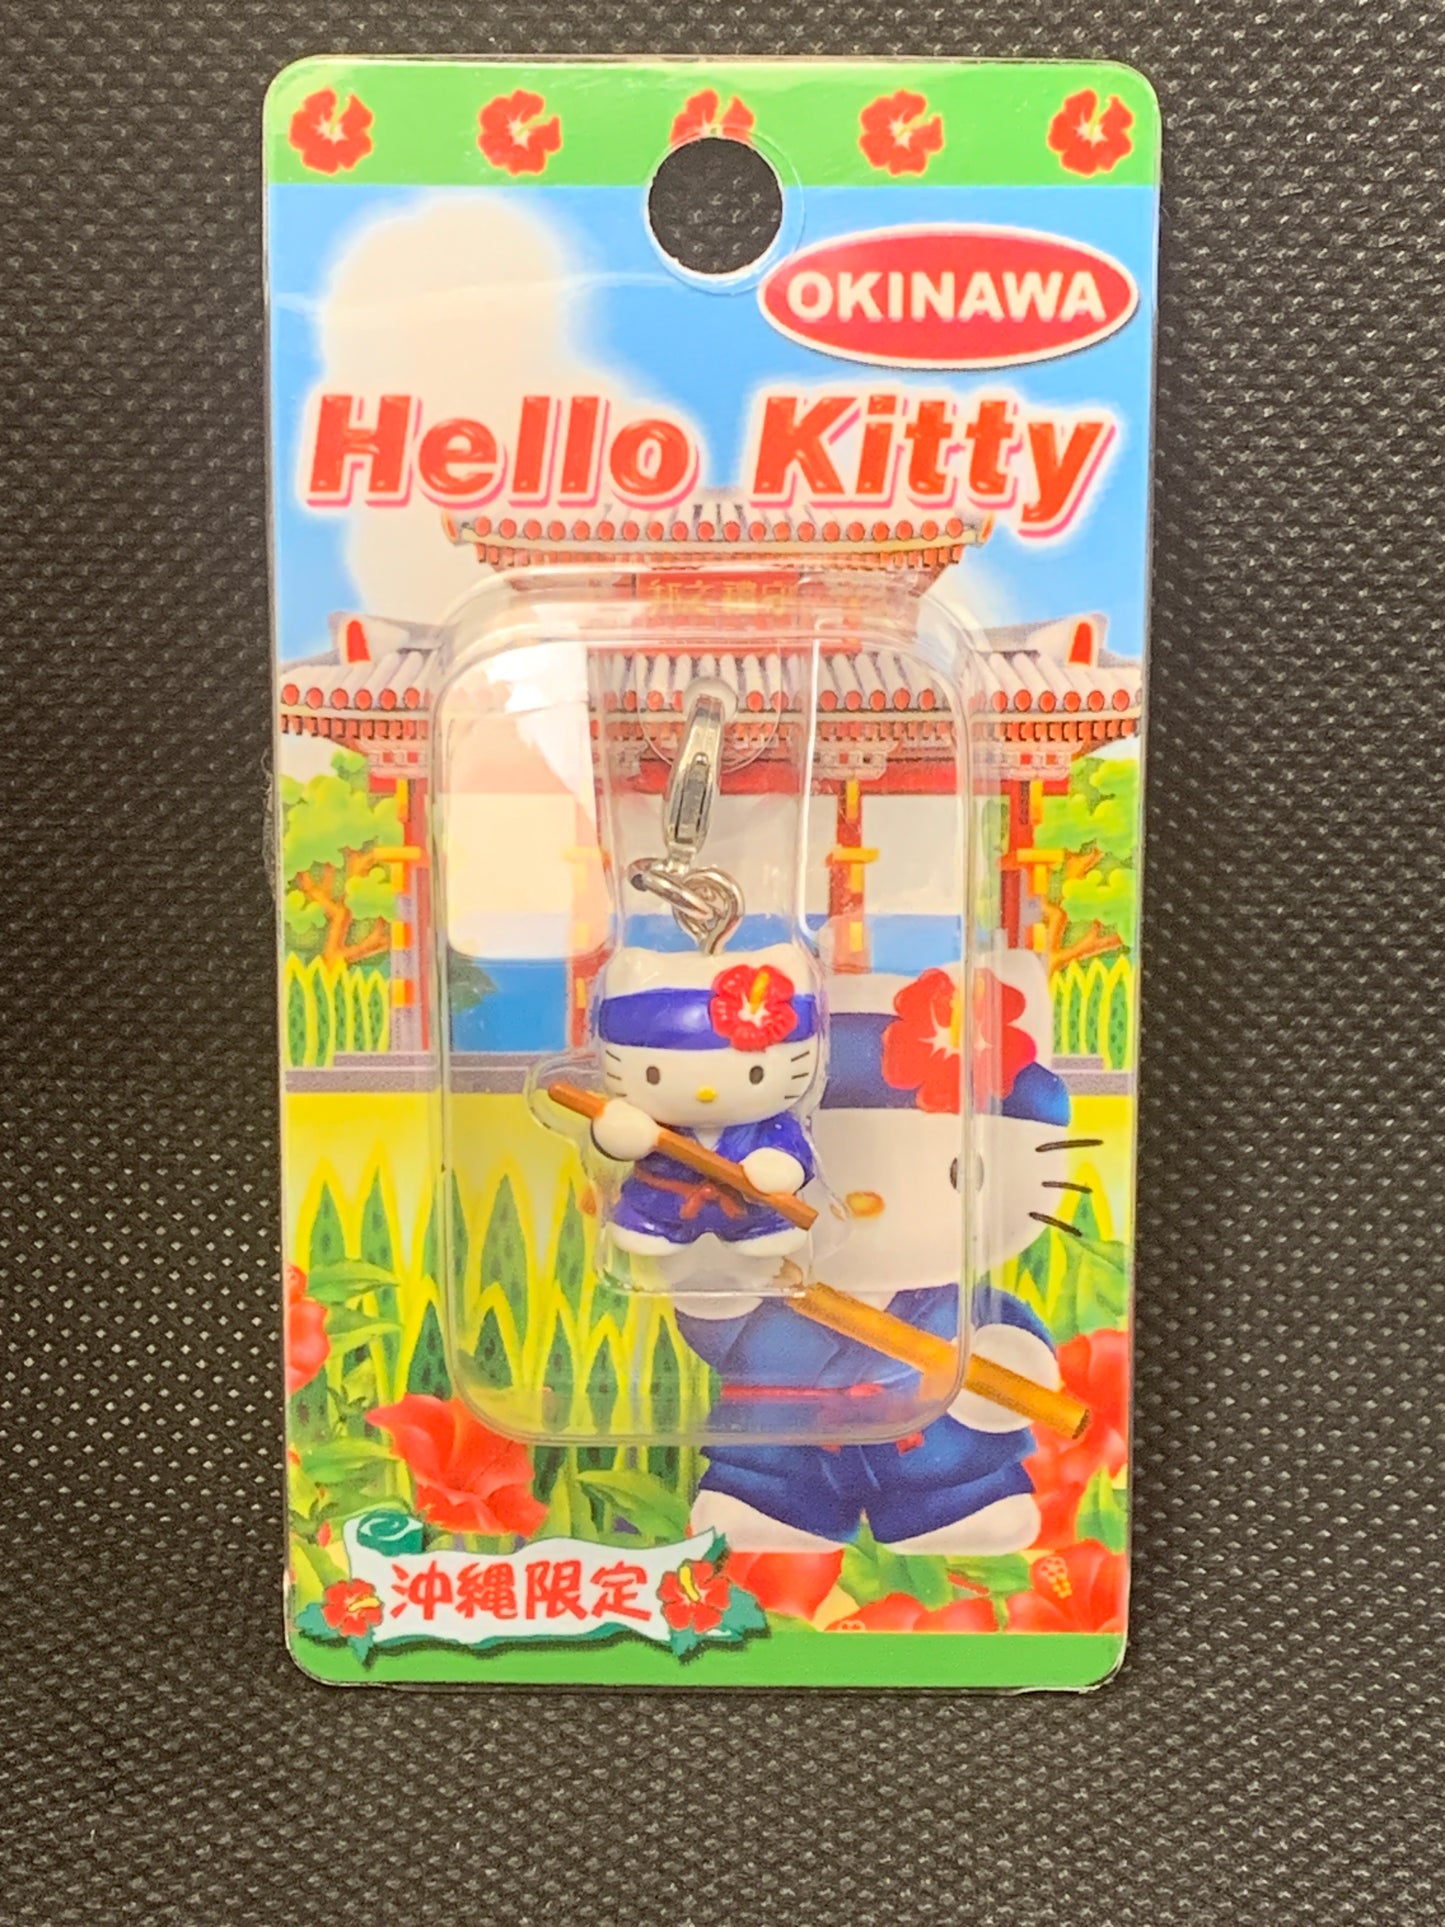 OKINAWA
Hello Kitty
沖縄限定